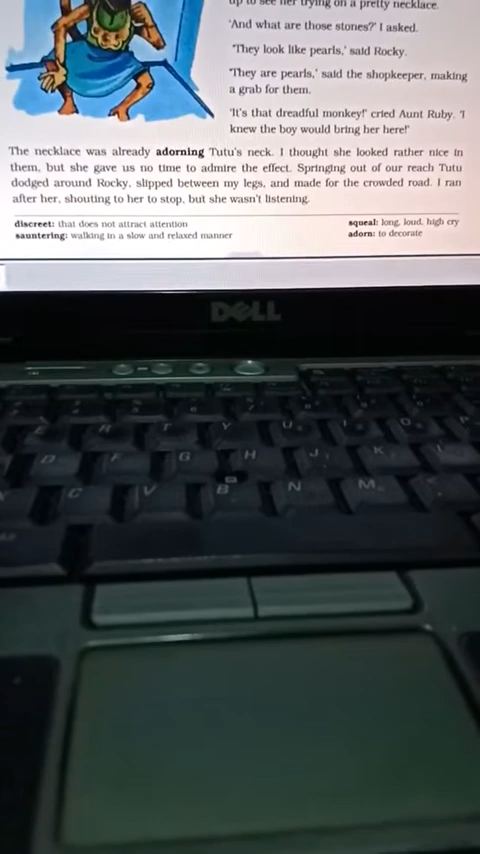 up to see her trying on a pretty necklace.
'And what are those stones?' I asked.
'They look like pearls,' said Rocky.
'They are pearls,' said the shopkeeper, making
a grab for them.
'It's that dreadful monkey!' cried Aunt Ruby. 'I
knew the boy would bring her here!'
The necklace was already adorning Tutu's neck. I thought she looked rather nice in
them, but she gave us no time to admire the effect. Springing out of our reach Tutu
dodged around Rocky, slipped between my legs, and made for the crowded road. I ran
after her, shouting to her to stop, but she wasn't listening.
discreet: that does not attract attention
squeal: long, loud, high cry
sauntering: walking in a slow and relaxed manner
adorn: to decorate
DELL
R T Y U I O P
D F G H J K L
C V B N M